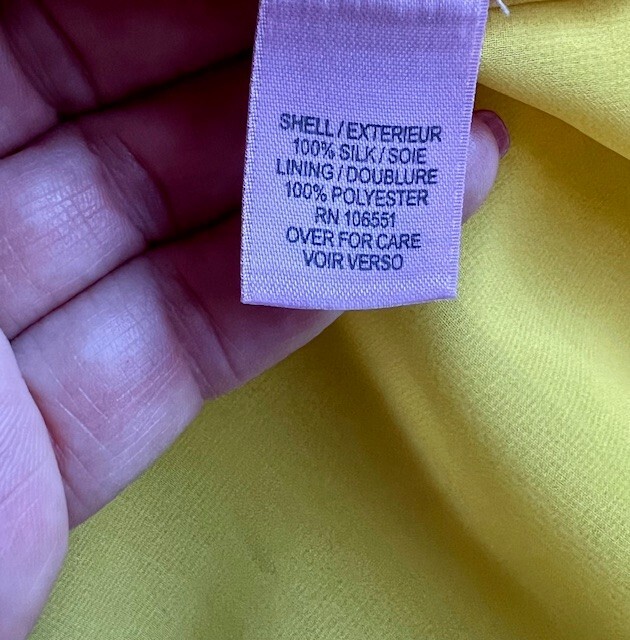 SHELL / EXTERIEUR
100% SILK / SOIE
LINING / DOUBLURE
100% POLYESTER
RN 106551
OVER FOR CARE
VOIR VERSO